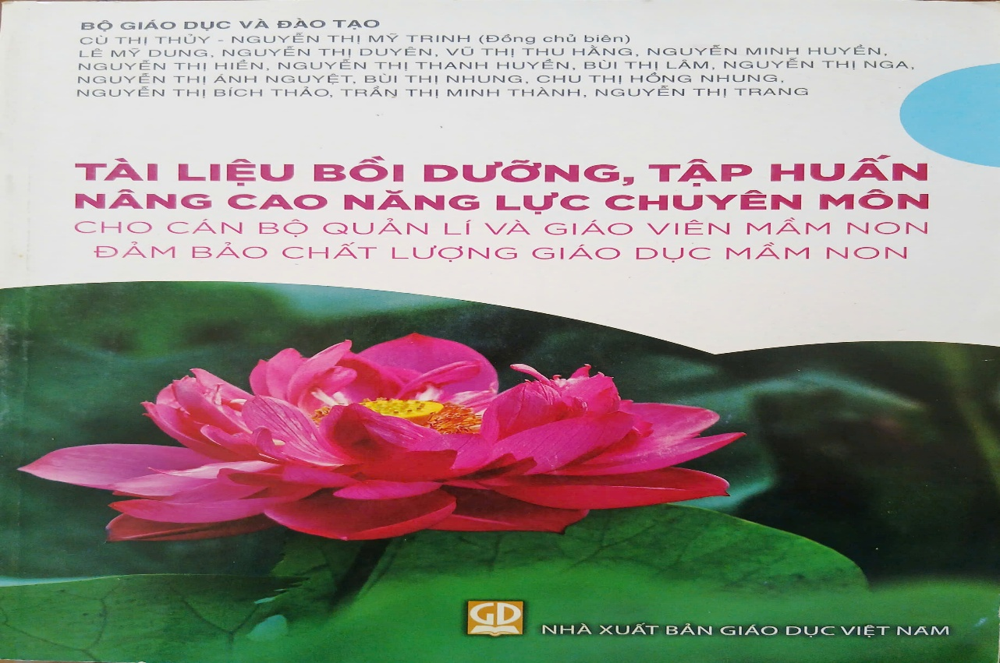 BỘ GIÁO DỤC VÀ ĐÀO TẠO
CÙ THỊ THỦY - NGUYỄN THỊ MỸ TRINH (Đồng chủ biên)
LÊ MỸ DUNG, NGUYỄN THỊ DUYÊN, VŨ THỊ THU HẰNG, NGUYỄN MINH HUYỀN,
NGUYỄN THỊ HIỀN, NGUYỄN THỊ THANH HUYỀN, BÙI THỊ LÂM, NGUYỄN THỊ NGA,
NGUYỄN THỊ ÁNH NGUYỆT, BÙI THỊ NHUNG, CHU THỊ HỒNG NHUNG,
NGUYỄN THỊ BÍCH THẢO, TRẦN THỊ MINH THÀNH, NGUYỄN THỊ TRANG
TÀI LIỆU BỒI DƯỠNG, TẬP HUẤN
NÂNG CAO NĂNG LỰC CHUYÊN MÔN
CHO CÁN BỘ QUẢN LÍ VÀ GIÁO VIÊN MẦM NON
ĐẢM BẢO CHẤT LƯỢNG GIÁO DỤC MẦM NON
GD
NHÀ XUẤT BẢN GIÁO DỤC VIỆT NAM